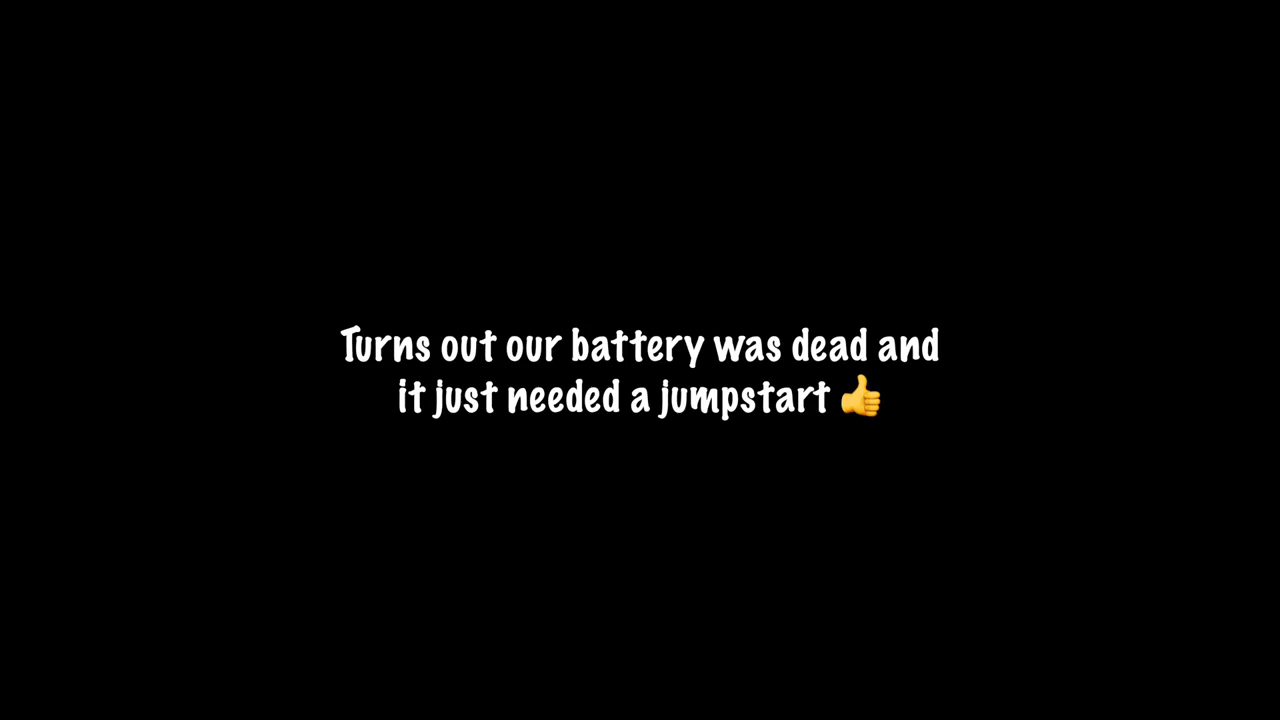 Turns out our battery was dead and
it just needed a jumpstart 👍